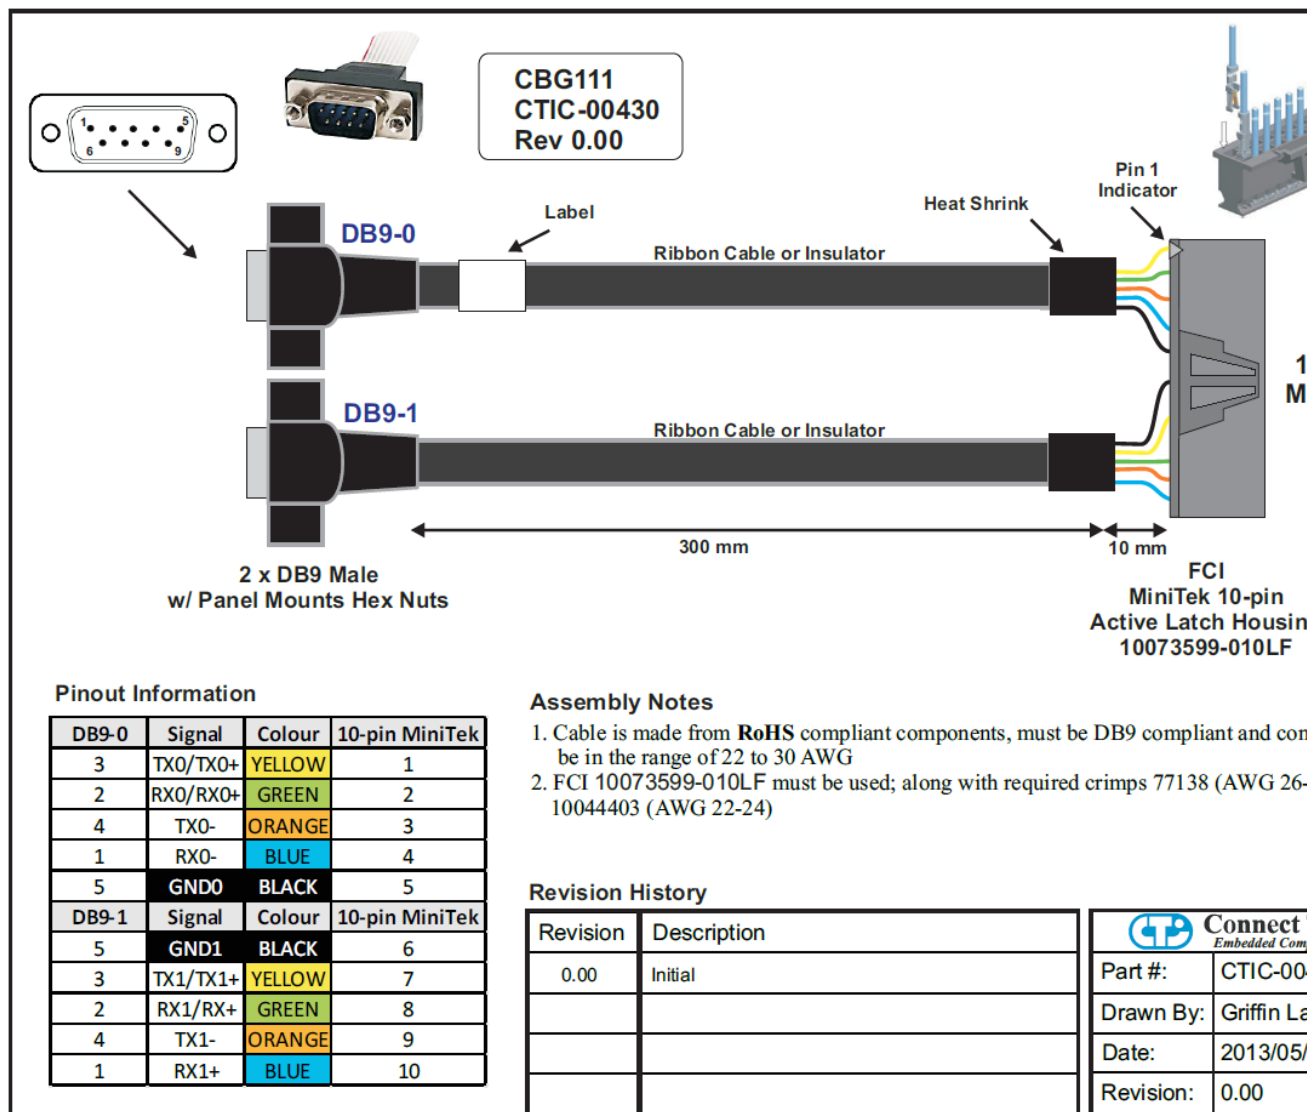 CBG111
CTIC-00430
Rev 0.00
1 5
6 9
Pin 1
Indicator
Heat Shrink
Label
DB9-0
Ribbon Cable or Insulator
1
M
DB9-1
Ribbon Cable or Insulator
300 mm
10 mm
2 x DB9 Male
w/ Panel Mounts Hex Nuts
FCI
MiniTek 10-pin
Active Latch Housin
10073599-010LF
Pinout Information
DB9-0 Signal Colour 10-pin MiniTek
3 TX0/TX0+ YELLOW 1
2 RX0/RX0+ GREEN 2
4 TX0- ORANGE 3
1 RX0- BLUE 4
5 GND0 BLACK 5
DB9-1 Signal Colour 10-pin MiniTek
5 GND1 BLACK 6
3 TX1/TX1+ YELLOW 7
2 RX1/RX+ GREEN 8
4 TX1- ORANGE 9
1 RX1+ BLUE 10
Assembly Notes
1. Cable is made from RoHS compliant components, must be DB9 compliant and con
be in the range of 22 to 30 AWG
2. FCI 10073599-010LF must be used; along with required crimps 77138 (AWG 26-
10044403 (AWG 22-24)
Revision History
Revision Description
0.00 Initial
Connect
Embedded Com
Part #: CTIC-00
Drawn By: Griffin La
Date: 2013/05/
Revision: 0.00